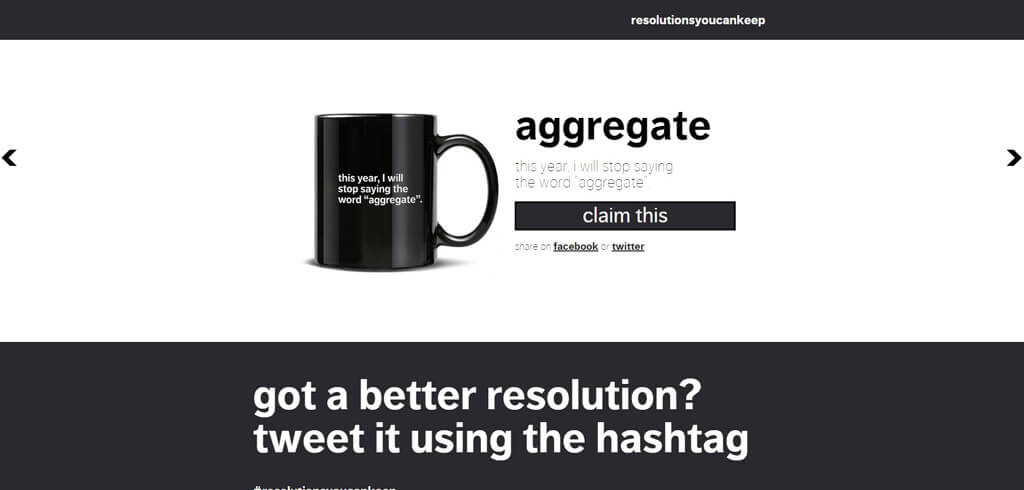 resolutionsyoucankeep
this year, I will
stop saying the
word “aggregate”.
aggregate
this year, i will stop saying
the word "aggregate".
claim this
share on facebook or twitter
got a better resolution?
tweet it using the hashtag
#resolutionsyoucankeep